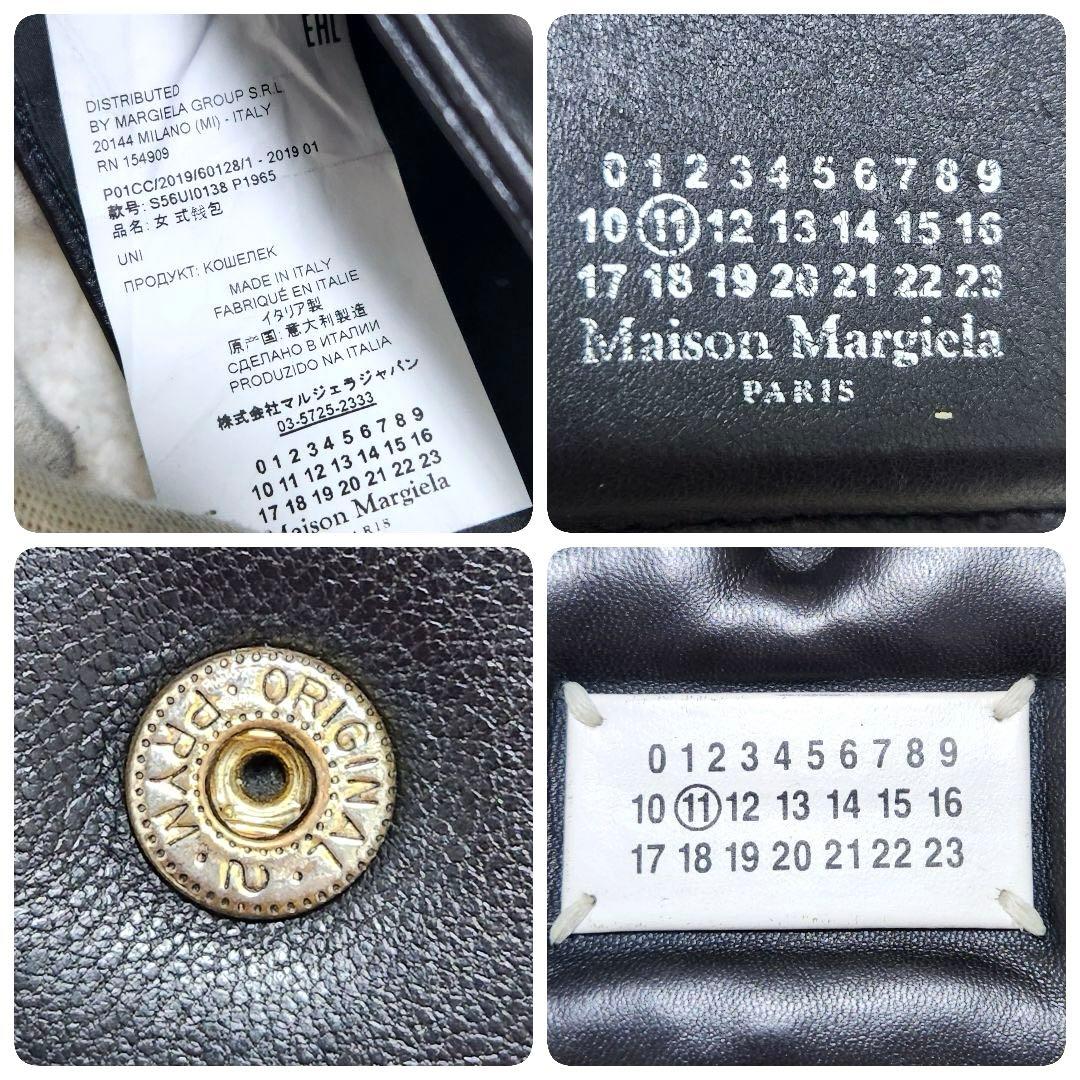 EAC
DISTRIBUTED
BY MARGIELA GROUP S.R.L
20144 MILANO (MI) - ITALY
RN 154909
P01CC/2019/60128/1 - 2019 01
款号: S56UI0138 P1965
品名: 女式钱包
UNI
ПРОДУКТ: КОШЕЛЕК
MADE IN ITALY
FABRIQUÉ EN ITALIE
イタリア製
原产国: 意大利製造
СДЕЛАНО В ИТАЛИИ
PRODUZIDO NA ITALIA
株式会社マルジェラジャパン
03-5725-2333
0 1 2 3 4 5 6 7 8 9
10 11 12 13 14 15 16
17 18 19 20 21 22 23
Maison Margiela
0 1 2 3 4 5 6 7 8 9
10 11 12 13 14 15 16
17 18 19 20 21 22 23
Maison Margiela
PARIS
ORIGINAL PRYM
0 1 2 3 4 5 6 7 8 9
10 11 12 13 14 15 16
17 18 19 20 21 22 23